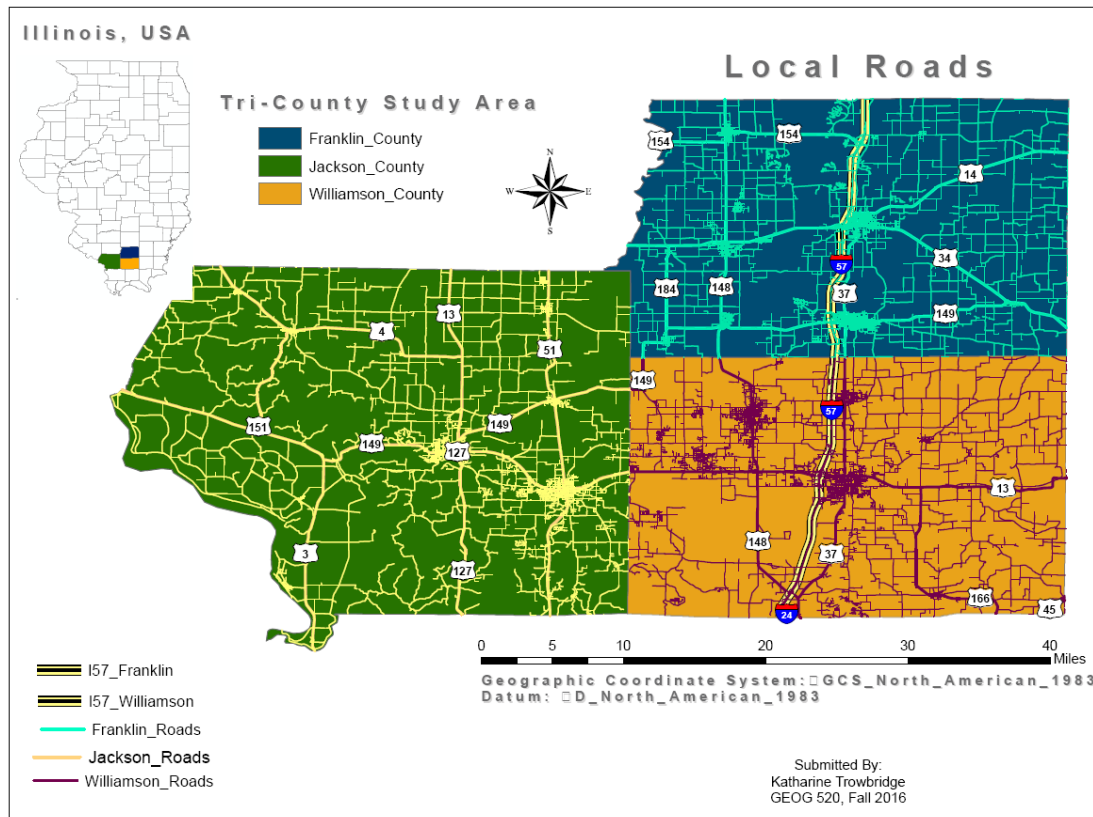 Illinois, USA
Local Roads
Tri-County Study Area
Franklin_County
Jackson_County
Williamson_County
N
W
E
S
154
154
14
34
57
37
184
148
149
13
4
51
149
57
151
149
149
127
13
148
37
3
127
166
45
24
0
5
10
20
30
40
Miles
Geographic Coordinate System: □GCS_North_American_1983
Datum: □D_North_American_1983
I57_Franklin
I57_Williamson
Franklin_Roads
Jackson_Roads
Williamson_Roads
Submitted By:
Katharine Trowbridge
GEOG 520, Fall 2016